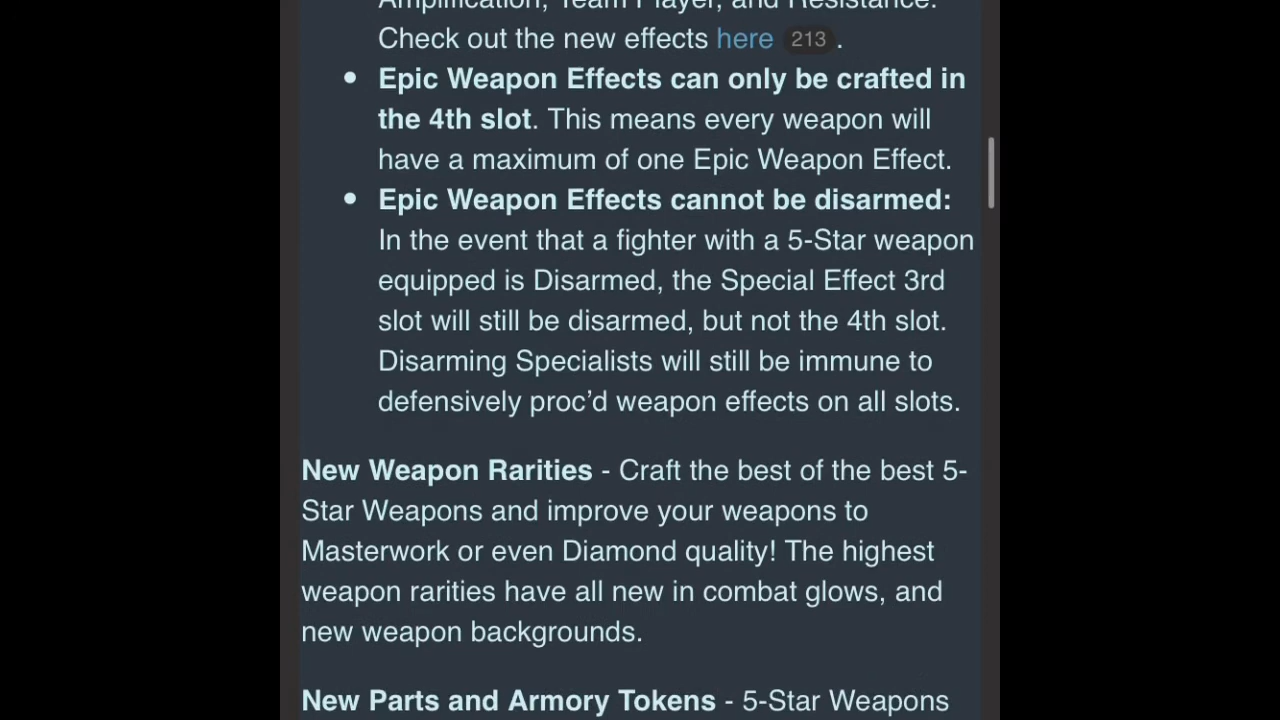 Amplification, Team Player, and Resistance.
Check out the new effects here 213 .
• Epic Weapon Effects can only be crafted in
the 4th slot. This means every weapon will
have a maximum of one Epic Weapon Effect.
• Epic Weapon Effects cannot be disarmed:
In the event that a fighter with a 5-Star weapon
equipped is Disarmed, the Special Effect 3rd
slot will still be disarmed, but not the 4th slot.
Disarming Specialists will still be immune to
defensively proc’d weapon effects on all slots.
New Weapon Rarities - Craft the best of the best 5-
Star Weapons and improve your weapons to
Masterwork or even Diamond quality! The highest
weapon rarities have all new in combat glows, and
new weapon backgrounds.
New Parts and Armory Tokens - 5-Star Weapons